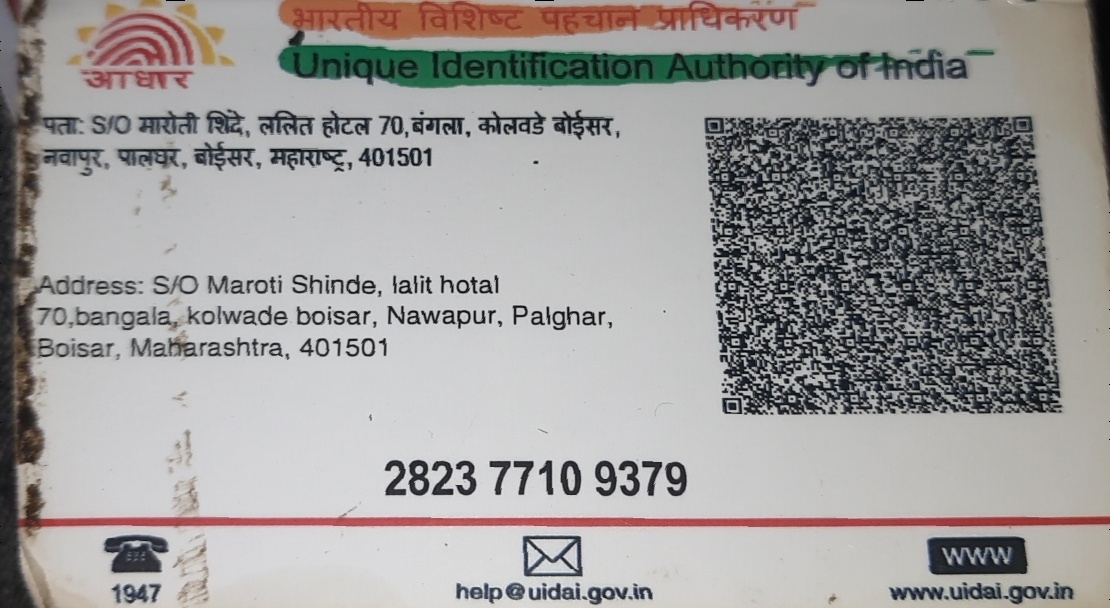 भारतीय विशिष्ट पहचान प्राधिकरण
Unique Identification Authority of India
आधार
पता: S/O मारोती शिंदे, ललित होटल 70,बंगला, कोलवडे बोईसर,
नवापुर, पालघर, बोईसर, महाराष्ट्र, 401501
Address: S/O Maroti Shinde, lalit hotal
70,bangala, kolwade boisar, Nawapur, Palghar,
Boisar, Maharashtra, 401501
2823 7710 9379
WWW
1947
help@uidai.gov.in
www.uidai.gov.in